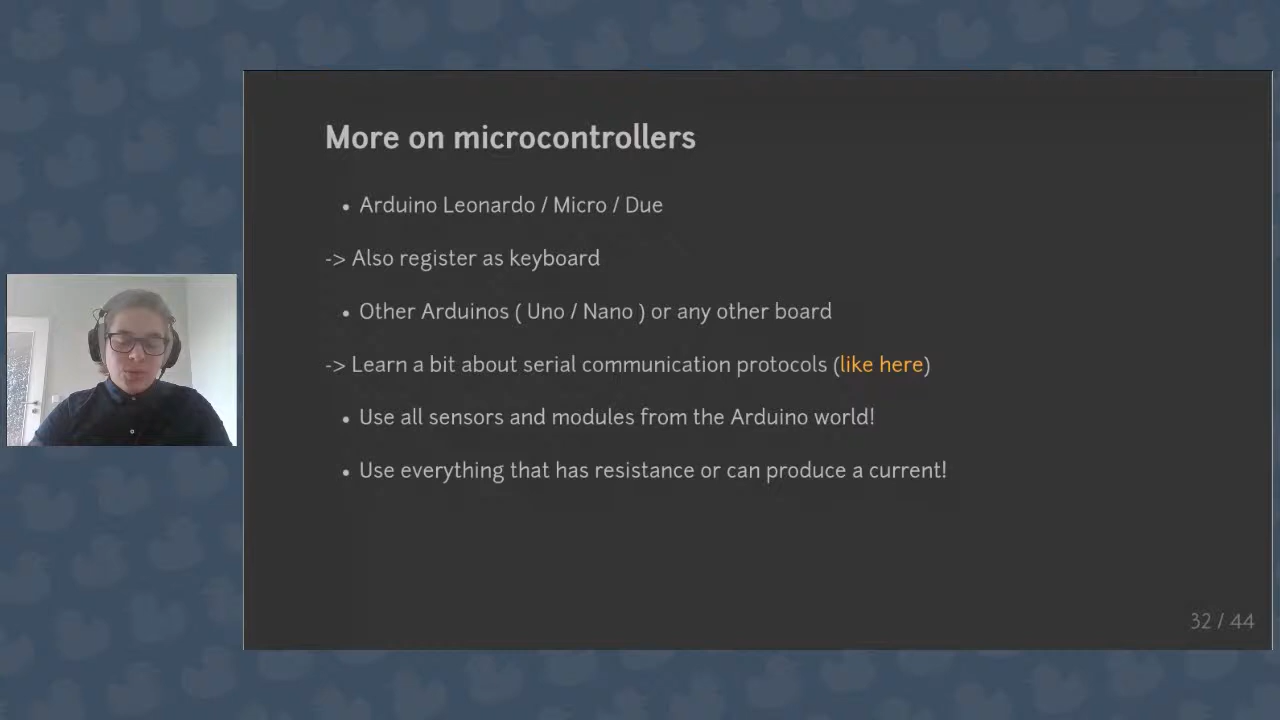 More on microcontrollers
• Arduino Leonardo / Micro / Due
-> Also register as keyboard
• Other Arduinos ( Uno / Nano ) or any other board
-> Learn a bit about serial communication protocols (like here)
• Use all sensors and modules from the Arduino world!
• Use everything that has resistance or can produce a current!
32 / 44